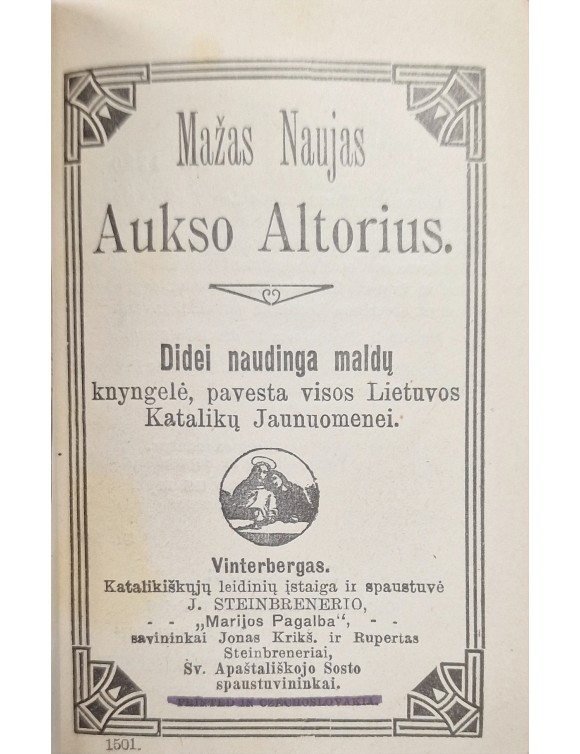 Mažas Naujas
Aukso Altorius.
Didei naudinga maldų
knyngelė, pavesta visos Lietuvos
Katalikų Jaunuomenei.
Vinterbergas.
Katalikiškųjų leidinių įstaiga ir spaustuvė
J. STEINBRENERIO,
- - „Marijos Pagalba“, - -
savininkai Jonas Krikš. ir Rupertas
Steinbreneriai,
Šv. Apaštališkojo Sosto
spaustuvininkai.
PRINTED IN CZECHOSLOVAKIA.
1501.